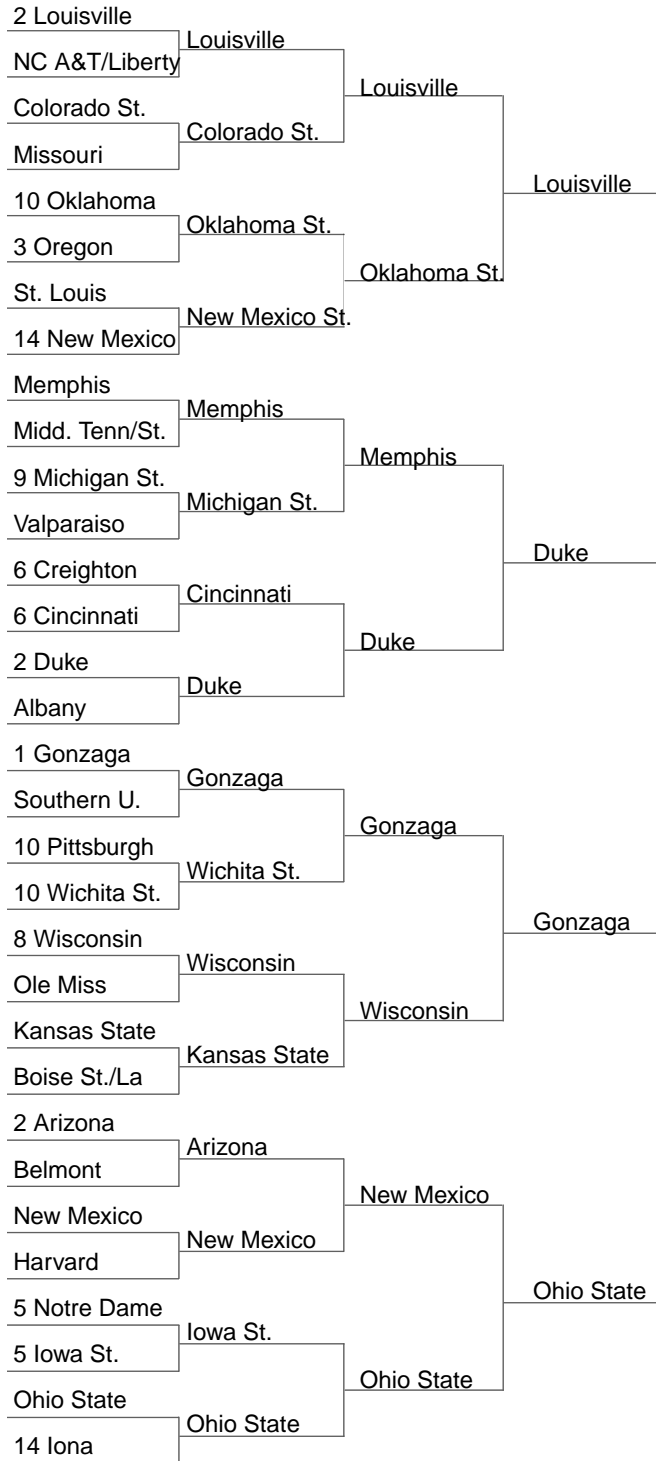 2 Louisville
NC A&T/Liberty
Colorado St.
Missouri
10 Oklahoma
3 Oregon
St. Louis
14 New Mexico
Memphis
Midd. Tenn/St.
9 Michigan St.
Valparaiso
6 Creighton
6 Cincinnati
2 Duke
Albany
1 Gonzaga
Southern U.
10 Pittsburgh
10 Wichita St.
8 Wisconsin
Ole Miss
Kansas State
Boise St./La
2 Arizona
Belmont
New Mexico
Harvard
5 Notre Dame
5 Iowa St.
Ohio State
14 Iona
Louisville
Colorado St.
Oklahoma St.
New Mexico St.
Memphis
Michigan St.
Cincinnati
Duke
Gonzaga
Wichita St.
Wisconsin
Kansas State
Arizona
New Mexico
Iowa St.
Ohio State
Louisville
Oklahoma St.
Memphis
Duke
Gonzaga
Wisconsin
New Mexico
Ohio State
Louisville
Duke
Gonzaga
Ohio State